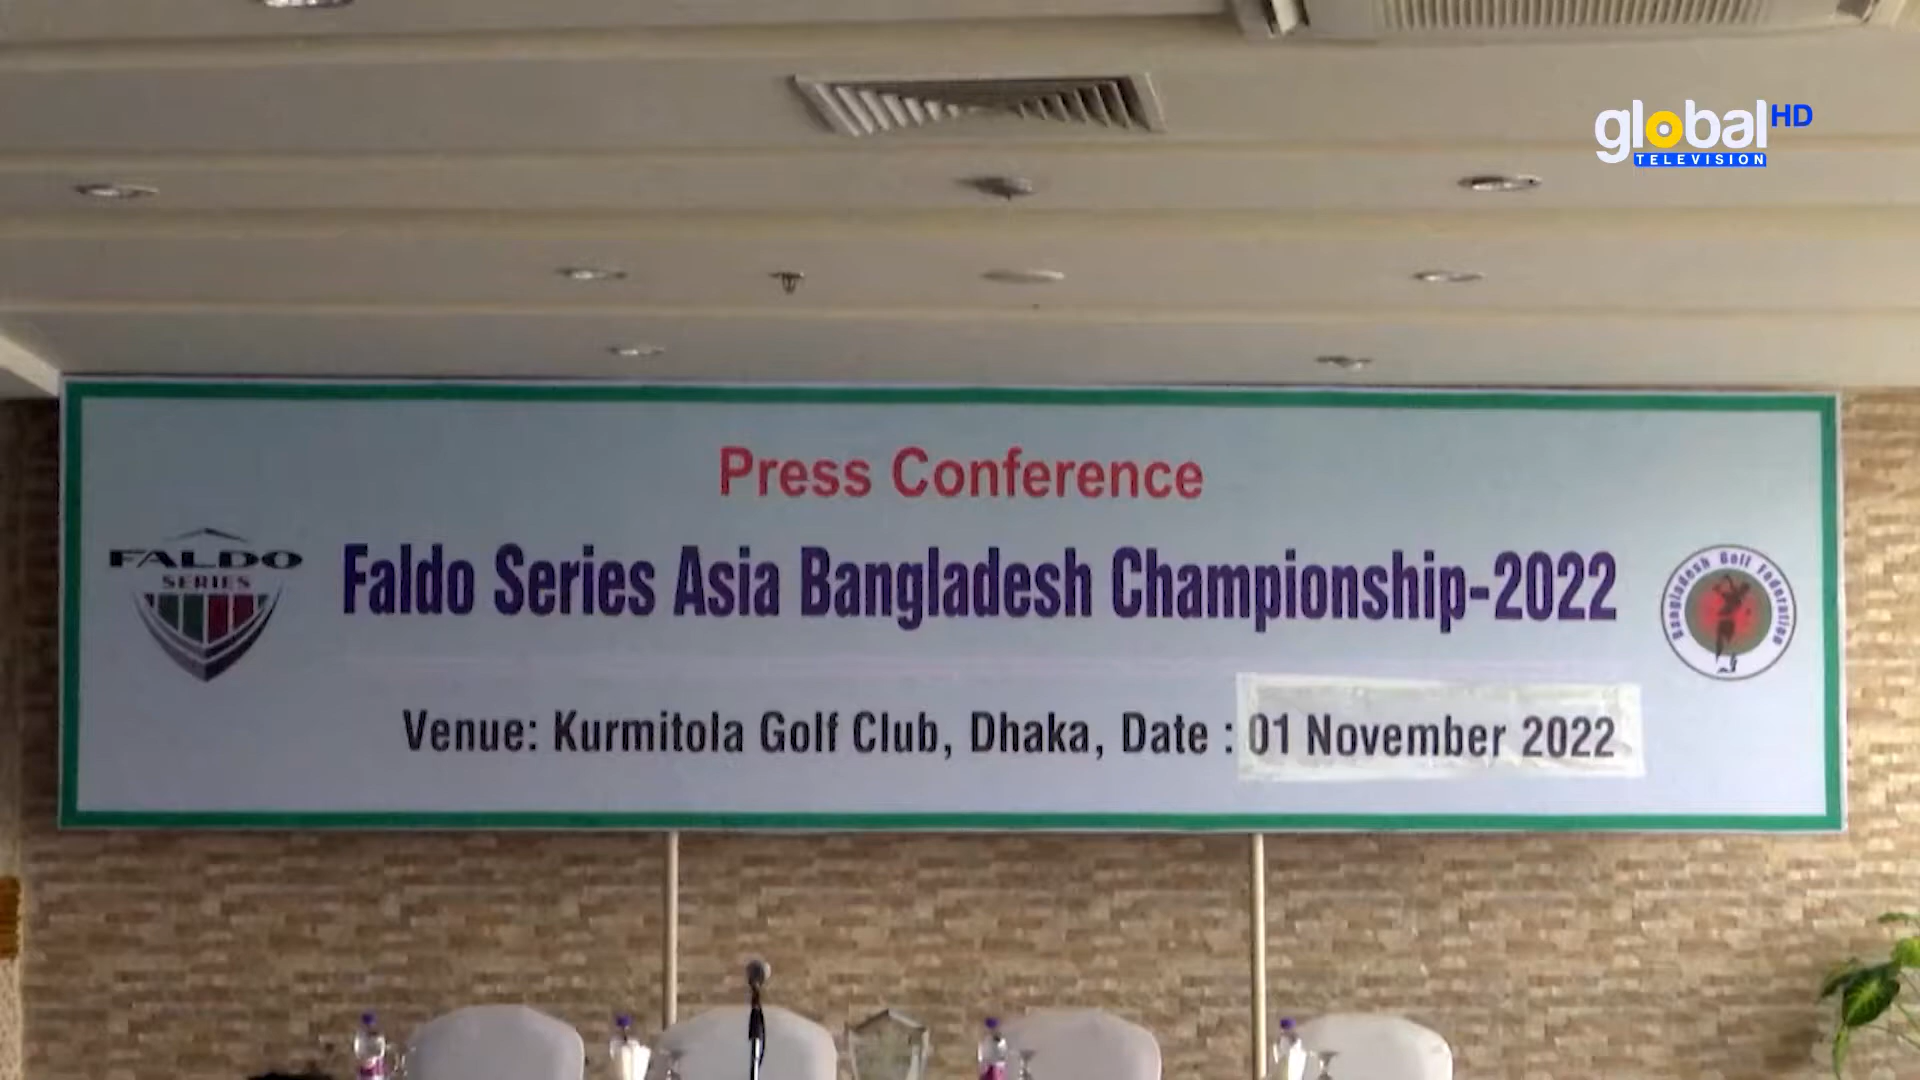 global HD
TELEVISION
Press Conference
FALDO
SERIES
Faldo Series Asia Bangladesh Championship-2022
Bangladesh Golf Federation
Venue: Kurmitola Golf Club, Dhaka, Date : 01 November 2022